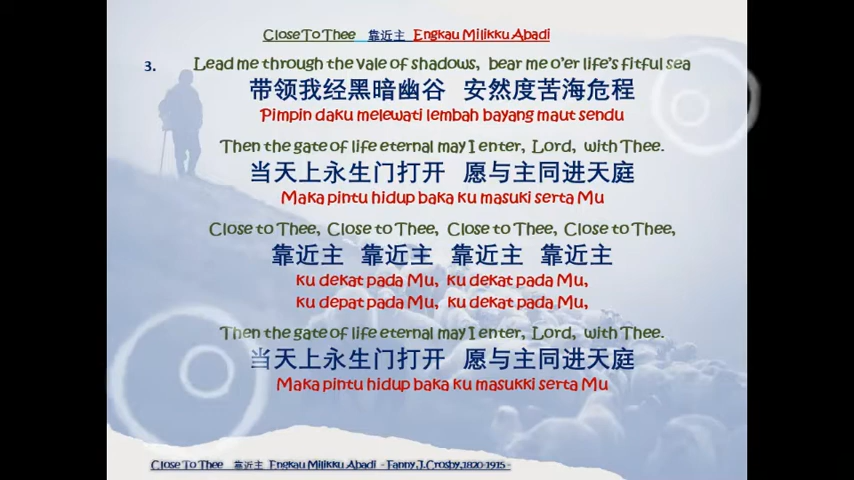 Close To Thee 靠近主 Engkau Milikku Abadi
3. Lead me through the vale of shadows, bear me o'er life's fitful sea
带领我经黑暗幽谷 安然度苦海危程
Pimpin daku melewati lembah bayang maut sendu
Then the gate of life eternal may I enter, Lord, with Thee.
当天上永生门打开 愿与主同进天庭
Maka pintu hidup baka ku masuki serta Mu
Close to Thee, Close to Thee, Close to Thee, Close to Thee,
靠近主 靠近主 靠近主 靠近主
ku dekat pada Mu, ku dekat pada Mu,
ku depat pada Mu, ku dekat pada Mu,
Then the gate of life eternal may I enter, Lord, with Thee.
当天上永生门打开 愿与主同进天庭
Maka pintu hidup baka ku masukki serta Mu
Close To Thee 靠近主 Engkau Milikku Abadi - Fanny.J.Crosby.1820-1915-